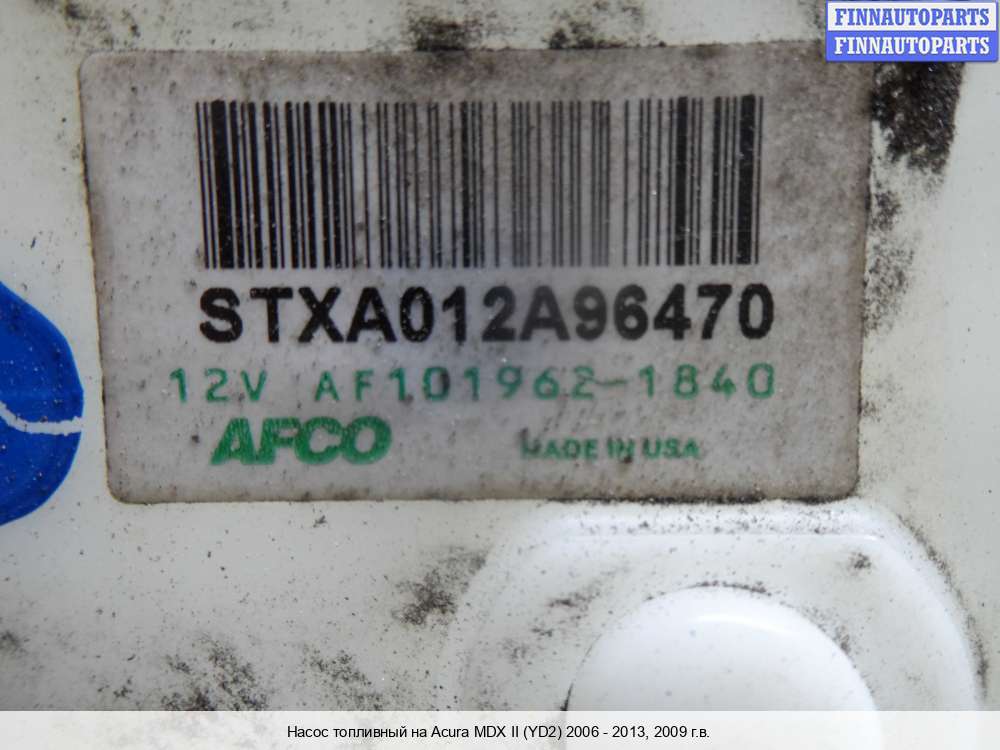 FINNAUTOPARTS
FINNAUTOPARTS
STXA012A96470
12V AF101962-1840
AFCO MADE IN USA
Насос топливный на Acura MDX II (YD2) 2006 - 2013, 2009 г.в.